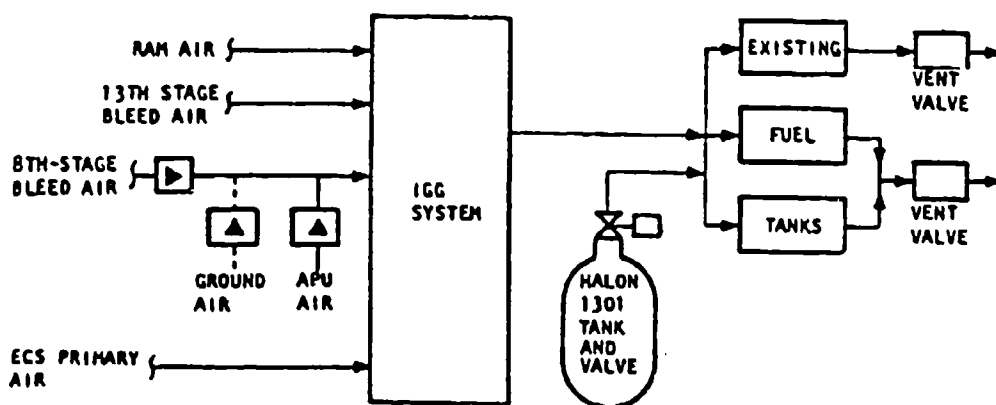 RAM AIR
13TH STAGE
BLEED AIR
8TH-STAGE
BLEED AIR
GROUND
AIR
APU
AIR
ECS PRIMARY
AIR
IGG
SYSTEM
HALON
1301
TANK
AND
VALVE
EXISTING
FUEL
TANKS
VENT
VALVE
VENT
VALVE